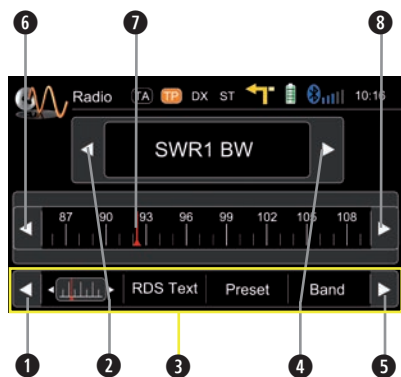 6 7 8
Radio TA TP DX ST 10:16
SWR1 BW
87 90 93 96 99 102 105 108
RDS Text Preset Band
1 2 3 4 5